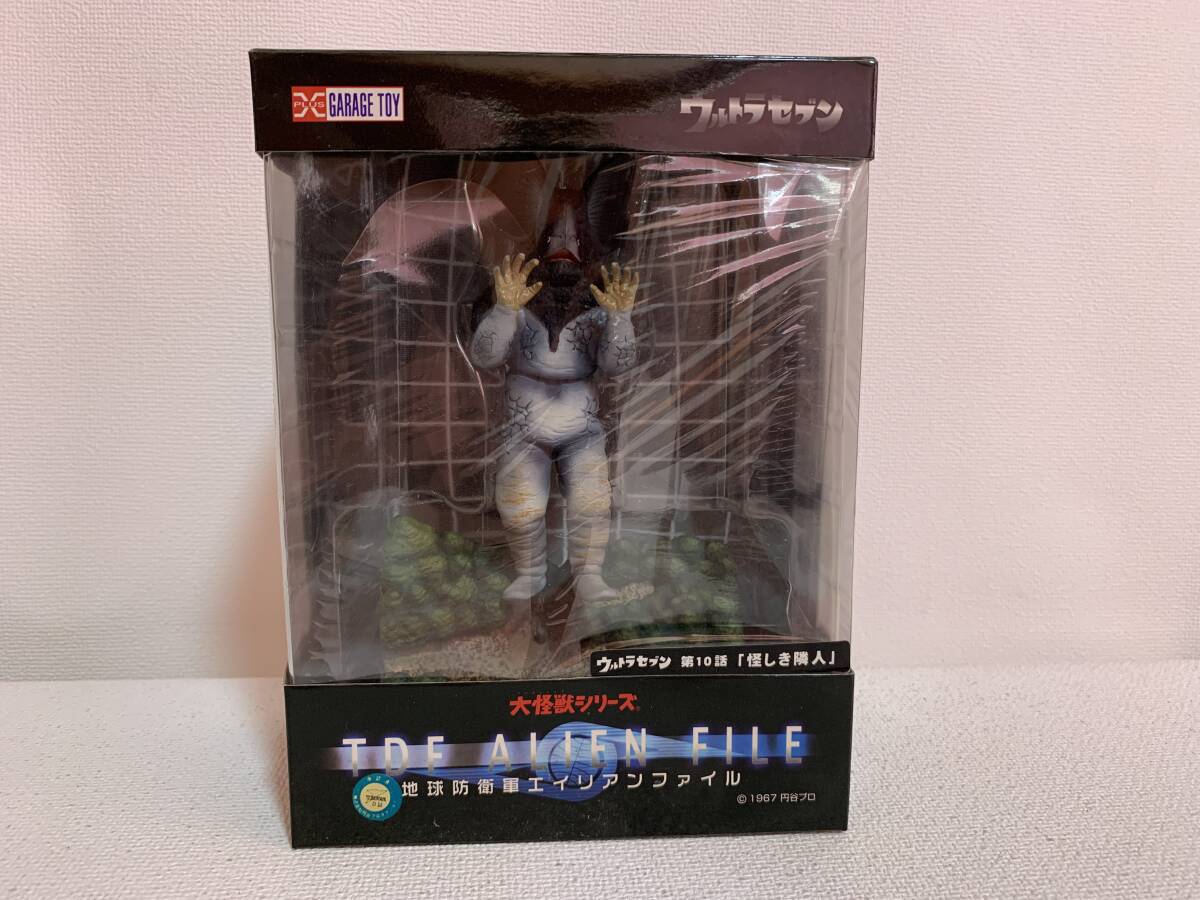 X PLUS GARAGE TOY
ウルトラセブン
ウルトラセブン 第10話「怪しき隣人」
大怪獣シリーズ®
TDF ALIEN FILE
地球防衛軍エイリアンファイル
© 1967 円谷プロ